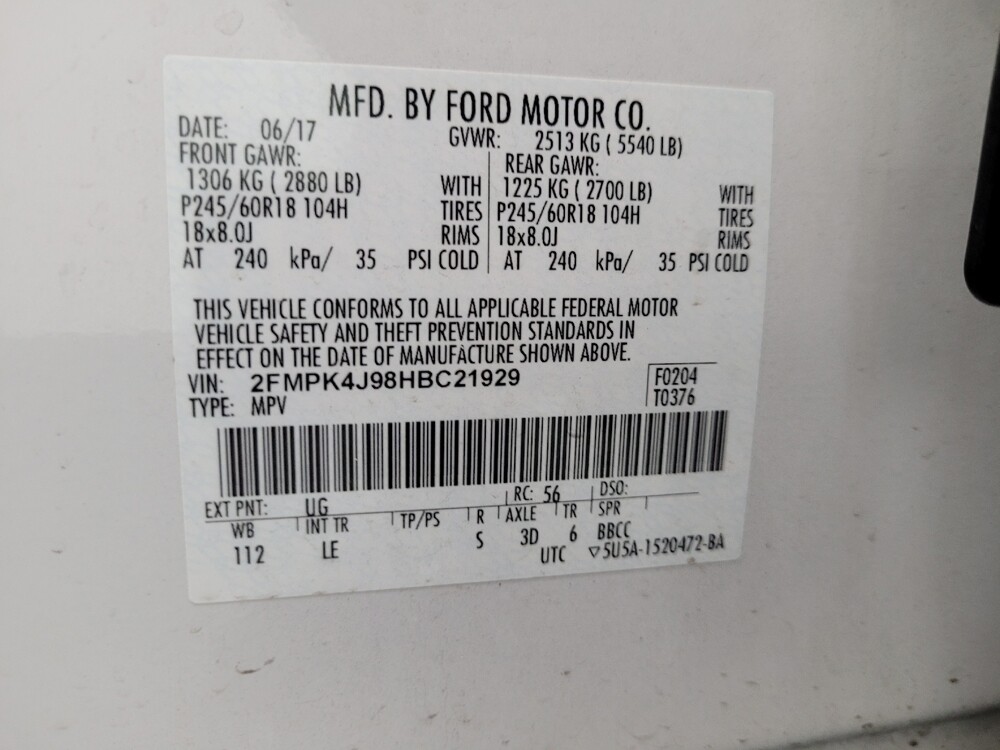 MFD. BY FORD MOTOR CO.
DATE: 06/17 GVWR: 2513 KG ( 5540 LB)
FRONT GAWR: REAR GAWR:
1306 KG ( 2880 LB) WITH 1225 KG ( 2700 LB) WITH
P245/60R18 104H TIRES P245/60R18 104H TIRES
18x8.0J RIMS 18x8.0J RIMS
AT 240 kPa/ 35 PSI COLD AT 240 kPa/ 35 PSI COLD
THIS VEHICLE CONFORMS TO ALL APPLICABLE FEDERAL MOTOR
VEHICLE SAFETY AND THEFT PREVENTION STANDARDS IN
EFFECT ON THE DATE OF MANUFACTURE SHOWN ABOVE.
VIN: 2FMPK4J98HBC21929 F0204
TYPE: MPV T0376
EXT PNT: UG RC: 56 DSO:
WB INT TR TP/PS R AXLE TR SPR
112 LE S 3D 6 BBCC
UTC ▽5U5A-1520472-BA